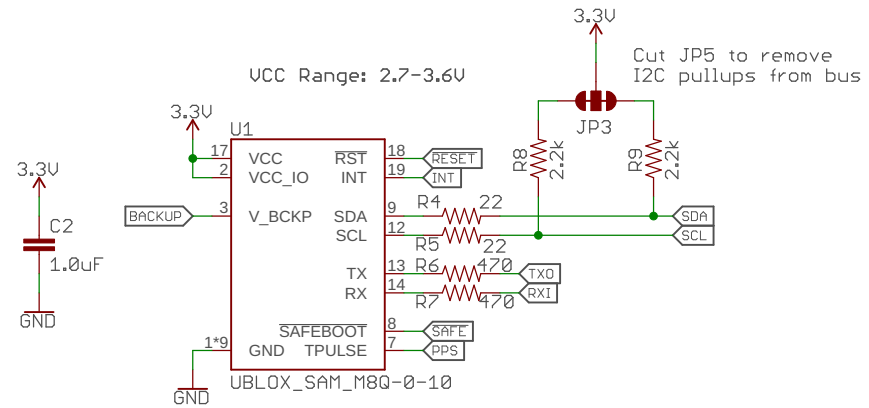 3.3V
Cut JP5 to remove
I2C pullups from bus
VCC Range: 2.7-3.6V
JP3
3.3V
U1
R8
2.2k
R9
2.2k
17
VCC
RST
18
RESET
2
VCC_IO
INT
19
INT
3.3V
R4
22
BACKUP
3
V_BCKP
SDA
9
SDA
C2
SCL
12
SCL
R5
22
1.0uF
R6
470
TX
13
TXO
RX
14
RXI
R7
470
GND
SAFEBOOT
8
SAFE
1*9
GND
TPULSE
7
PPS
UBLOX_SAM_M8Q-0-10
GND